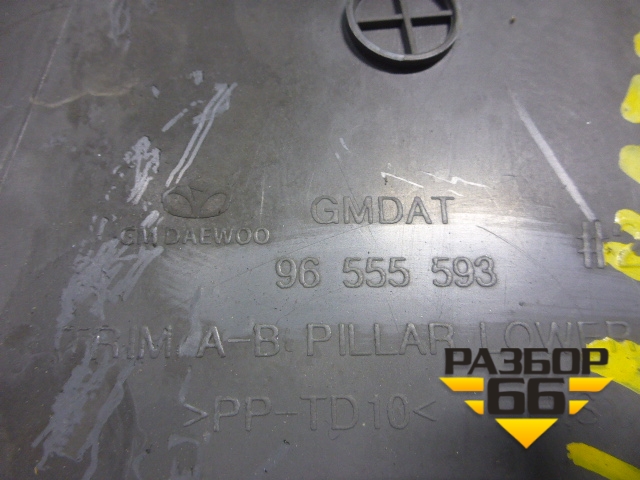 GMDAT
GM DAEWOO
96 555 593
TRIM A-B PILLAR LOWER
>PP-TD10<
РАЗБОР
66